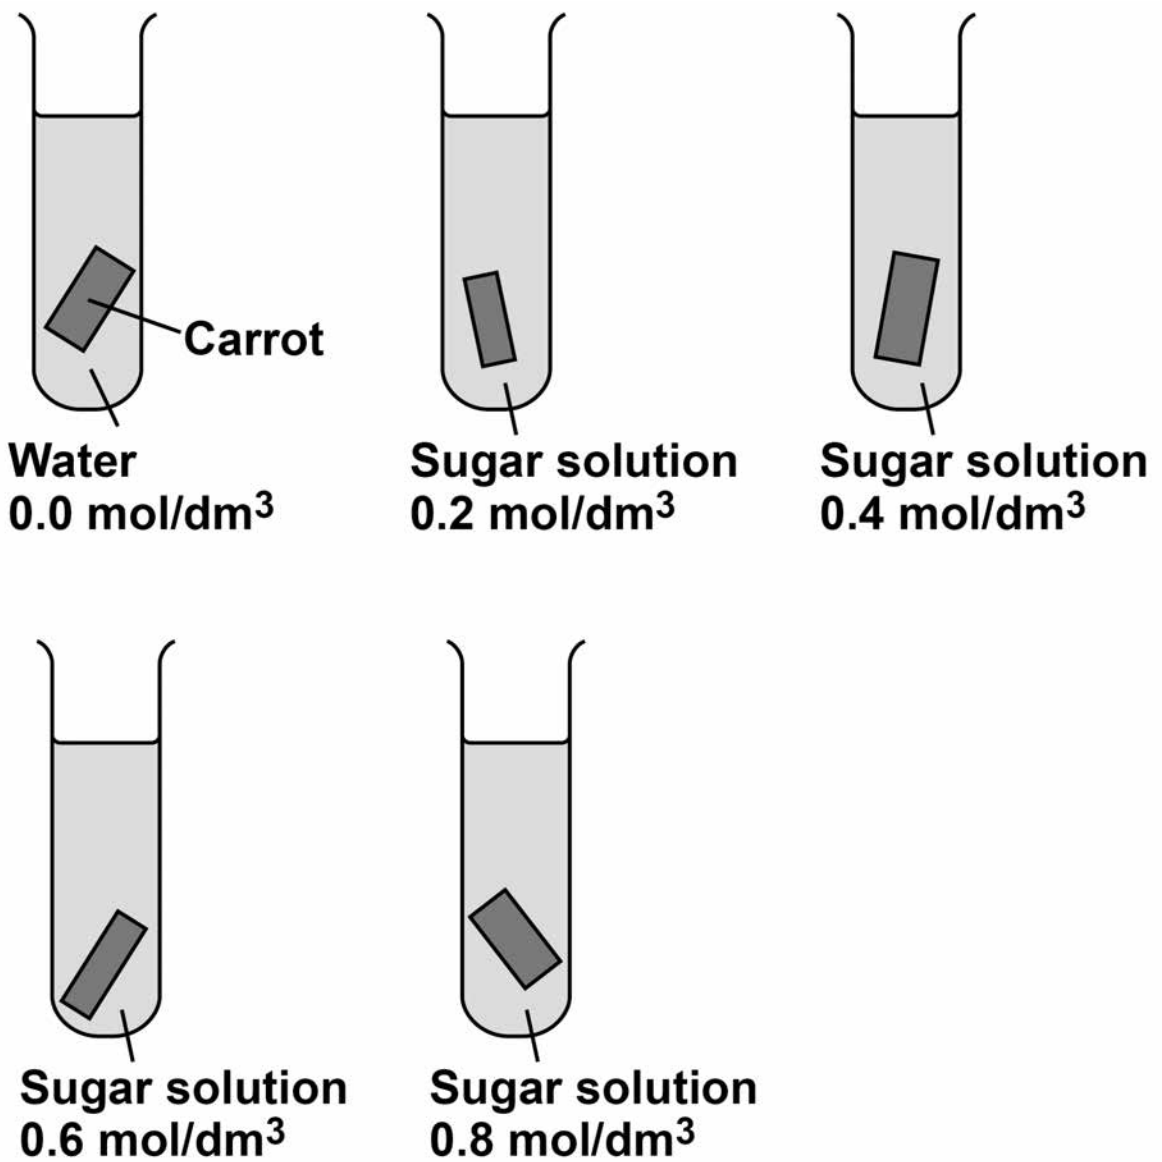 Carrot
Water
0.0 mol/dm³
Sugar solution
0.2 mol/dm³
Sugar solution
0.4 mol/dm³
Sugar solution
0.6 mol/dm³
Sugar solution
0.8 mol/dm³